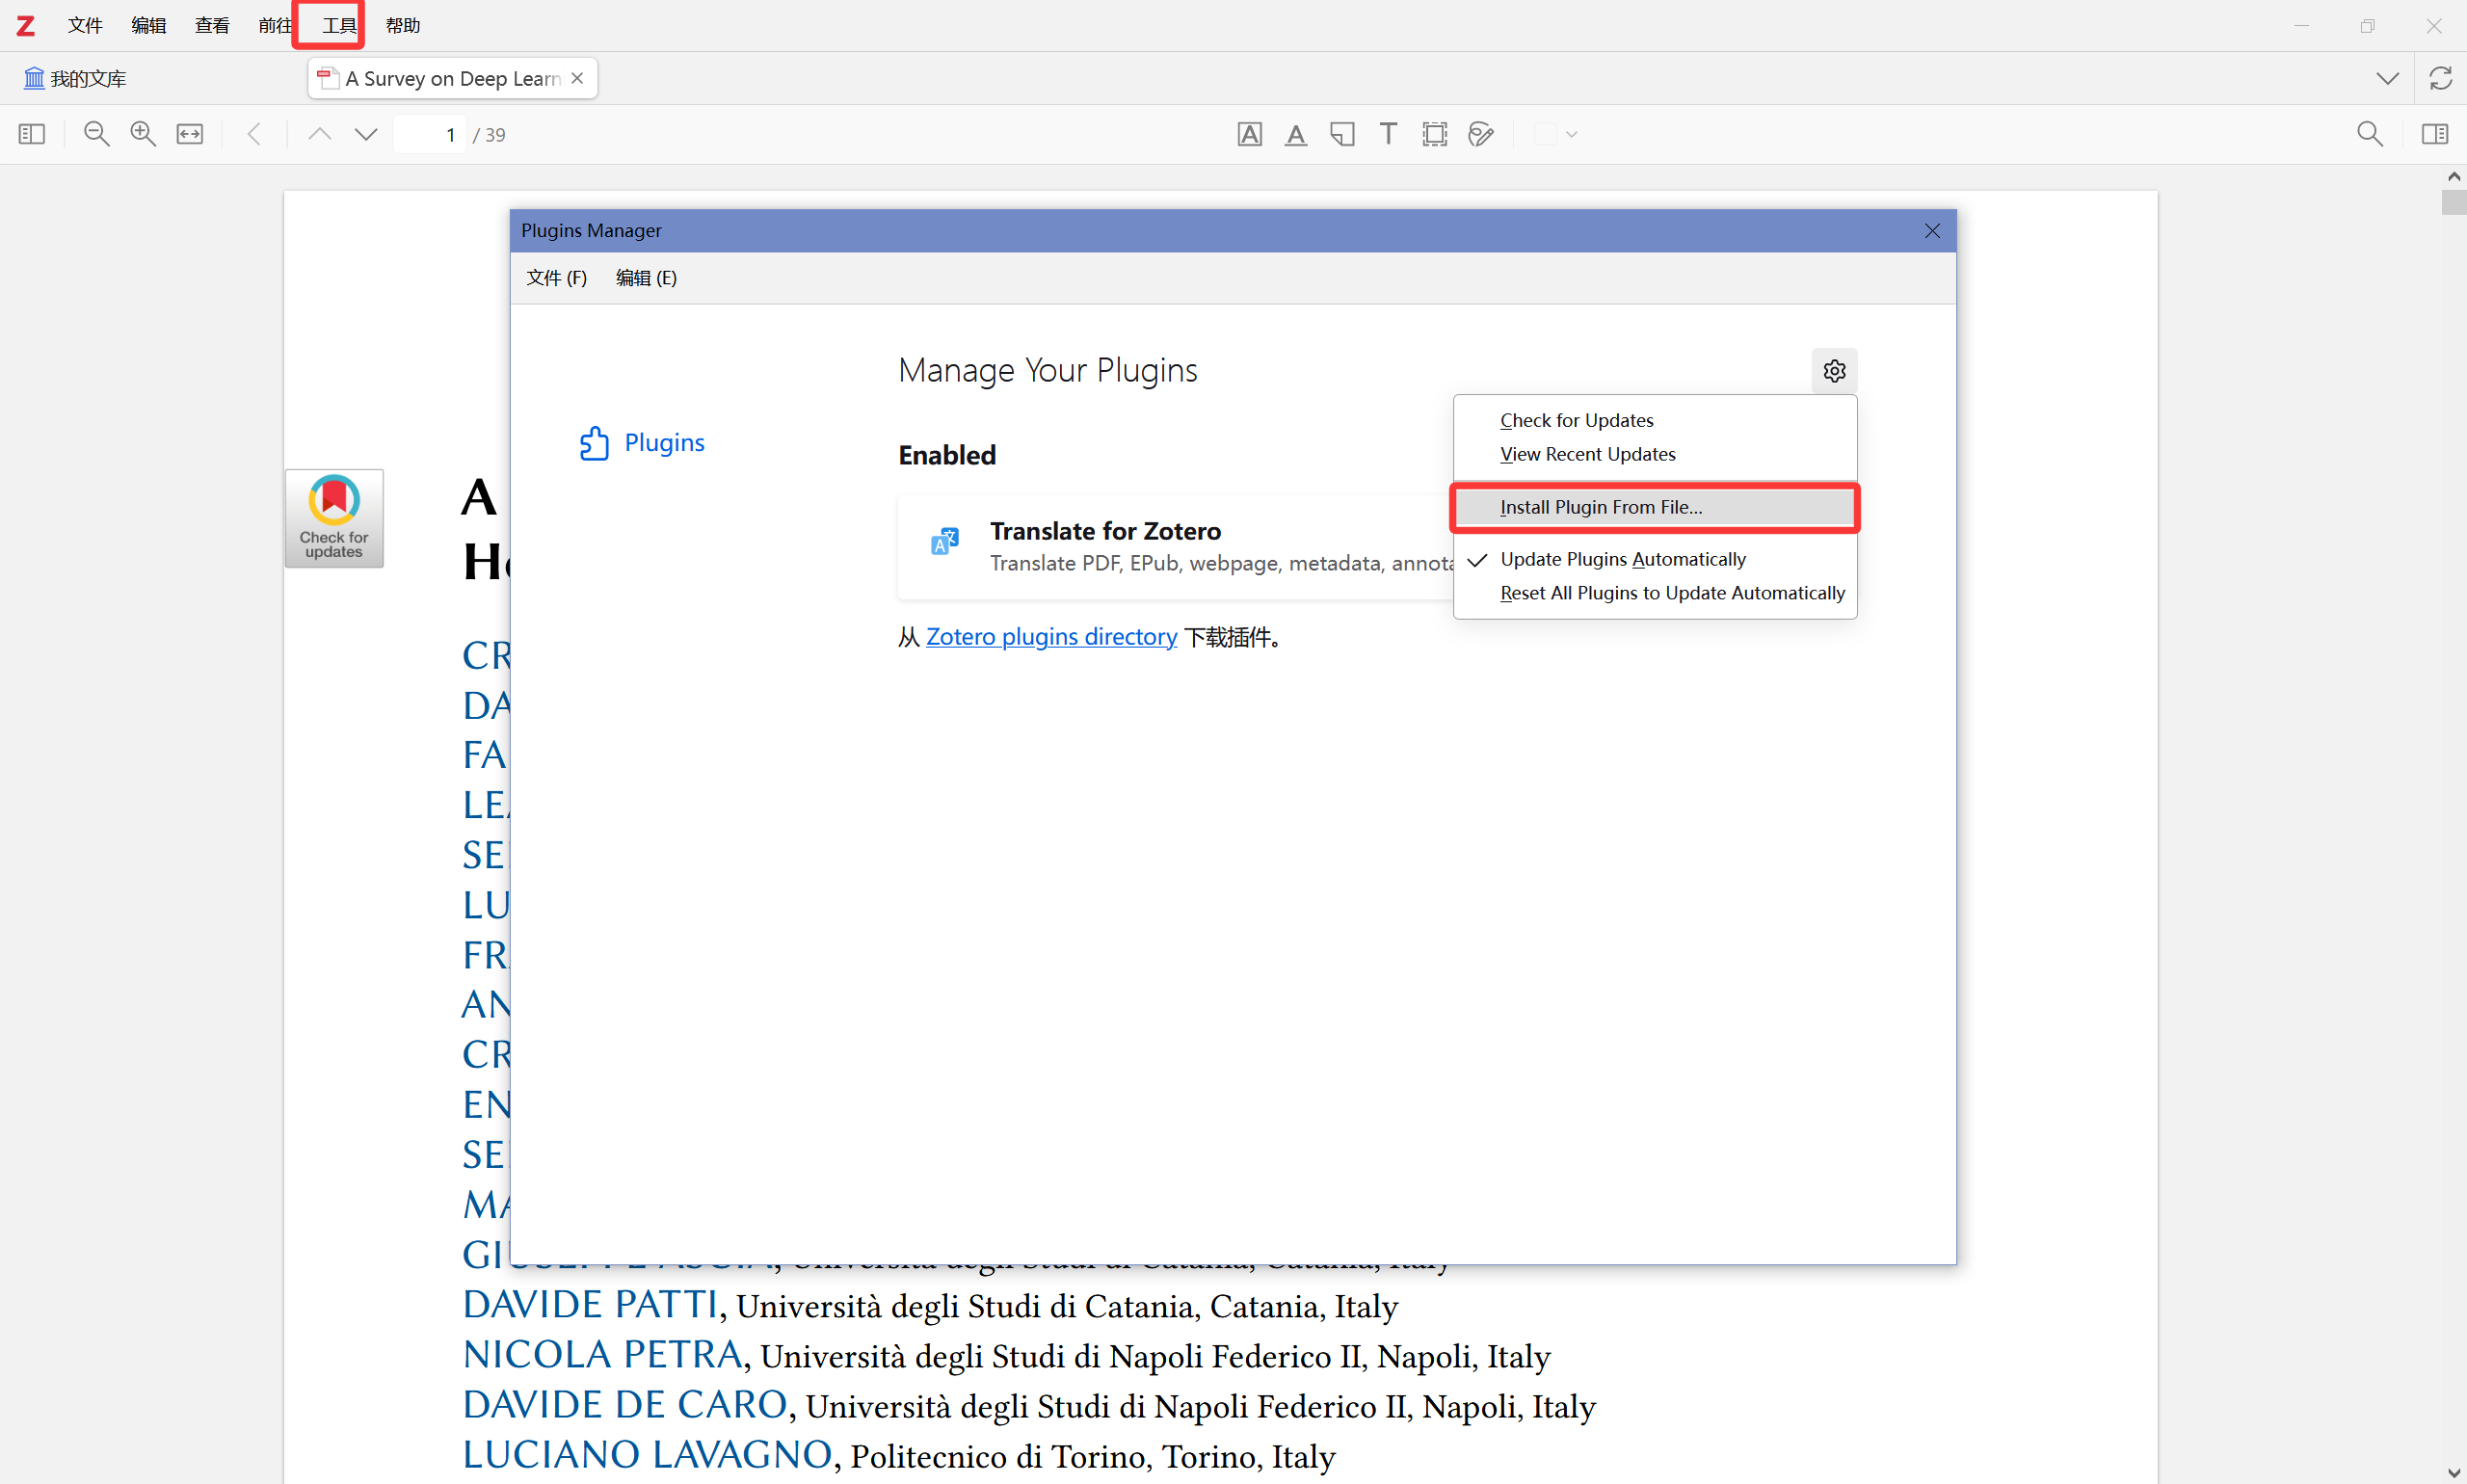 Z 文件 编辑 查看 前往 工具 帮助
我的文库 A Survey on Deep Learn
1 / 39
Plugins Manager
文件 (F) 编辑 (E)
Manage Your Plugins
Plugins
Check for Updates
View Recent Updates
Install Plugin From File...
Update Plugins Automatically
Reset All Plugins to Update Automatically
Enabled
Translate for Zotero
Translate PDF, EPub, webpage, metadata, annota
从 Zotero plugins directory 下载插件。
Check for
updates
A
H
CR
DA
FA
LE
SE
LU
FR
AN
CR
EN
SE
MA
GIUSEPPE ASCIA, Università degli Studi di Catania, Catania, Italy
DAVIDE PATTI, Università degli Studi di Catania, Catania, Italy
NICOLA PETRA, Università degli Studi di Napoli Federico II, Napoli, Italy
DAVIDE DE CARO, Università degli Studi di Napoli Federico II, Napoli, Italy
LUCIANO LAVAGNO, Politecnico di Torino, Torino, Italy